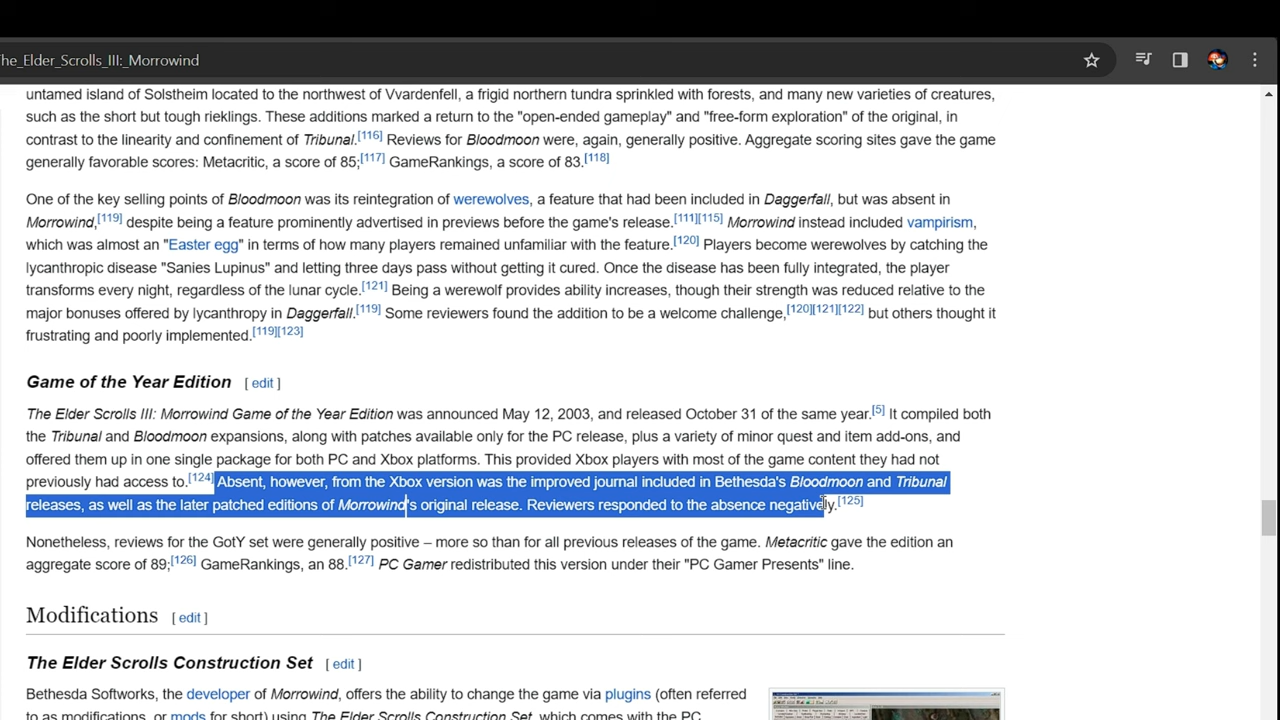 The_Elder_Scrolls_III:_Morrowind
untamed island of Solstheim located to the northwest of Vvardenfell, a frigid northern tundra sprinkled with forests, and many new varieties of creatures,
such as the short but tough rieklings. These additions marked a return to the "open-ended gameplay" and "free-form exploration" of the original, in
contrast to the linearity and confinement of Tribunal.[116] Reviews for Bloodmoon were, again, generally positive. Aggregate scoring sites gave the game
generally favorable scores: Metacritic, a score of 85;[117] GameRankings, a score of 83.[118]
One of the key selling points of Bloodmoon was its reintegration of werewolves, a feature that had been included in Daggerfall, but was absent in
Morrowind,[119] despite being a feature prominently advertised in previews before the game's release.[111][115] Morrowind instead included vampirism,
which was almost an "Easter egg" in terms of how many players remained unfamiliar with the feature.[120] Players become werewolves by catching the
lycanthropic disease "Sanies Lupinus" and letting three days pass without getting it cured. Once the disease has been fully integrated, the player
transforms every night, regardless of the lunar cycle.[121] Being a werewolf provides ability increases, though their strength was reduced relative to the
major bonuses offered by lycanthropy in Daggerfall.[119] Some reviewers found the addition to be a welcome challenge,[120][121][122] but others thought it
frustrating and poorly implemented.[119][123]
Game of the Year Edition [ edit ]
The Elder Scrolls III: Morrowind Game of the Year Edition was announced May 12, 2003, and released October 31 of the same year.[5] It compiled both
the Tribunal and Bloodmoon expansions, along with patches available only for the PC release, plus a variety of minor quest and item add-ons, and
offered them up in one single package for both PC and Xbox platforms. This provided Xbox players with most of the game content they had not
previously had access to.[124] Absent, however, from the Xbox version was the improved journal included in Bethesda's Bloodmoon and Tribunal
releases, as well as the later patched editions of Morrowind's original release. Reviewers responded to the absence negatively.[125]
Nonetheless, reviews for the GotY set were generally positive – more so than for all previous releases of the game. Metacritic gave the edition an
aggregate score of 89;[126] GameRankings, an 88.[127] PC Gamer redistributed this version under their "PC Gamer Presents" line.
Modifications [ edit ]
The Elder Scrolls Construction Set [ edit ]
Bethesda Softworks, the developer of Morrowind, offers the ability to change the game via plugins (often referred
to as modifications, or mods for short) using The Elder Scrolls Construction Set, which comes with the PC